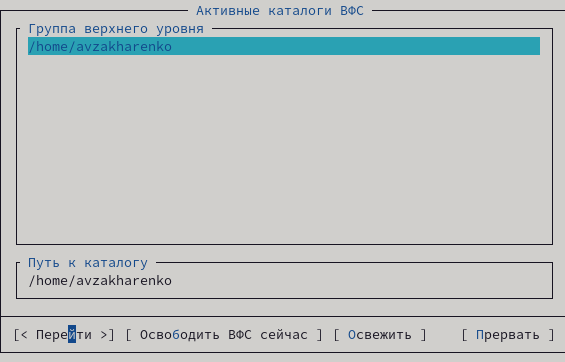 Активные каталоги ВФС
Группа верхнего уровня
/home/avzakharenko
Путь к каталогу
/home/avzakharenko
[< Перейти >] [ Освободить ВФС сейчас ] [ Освежить ] [ Прервать ]